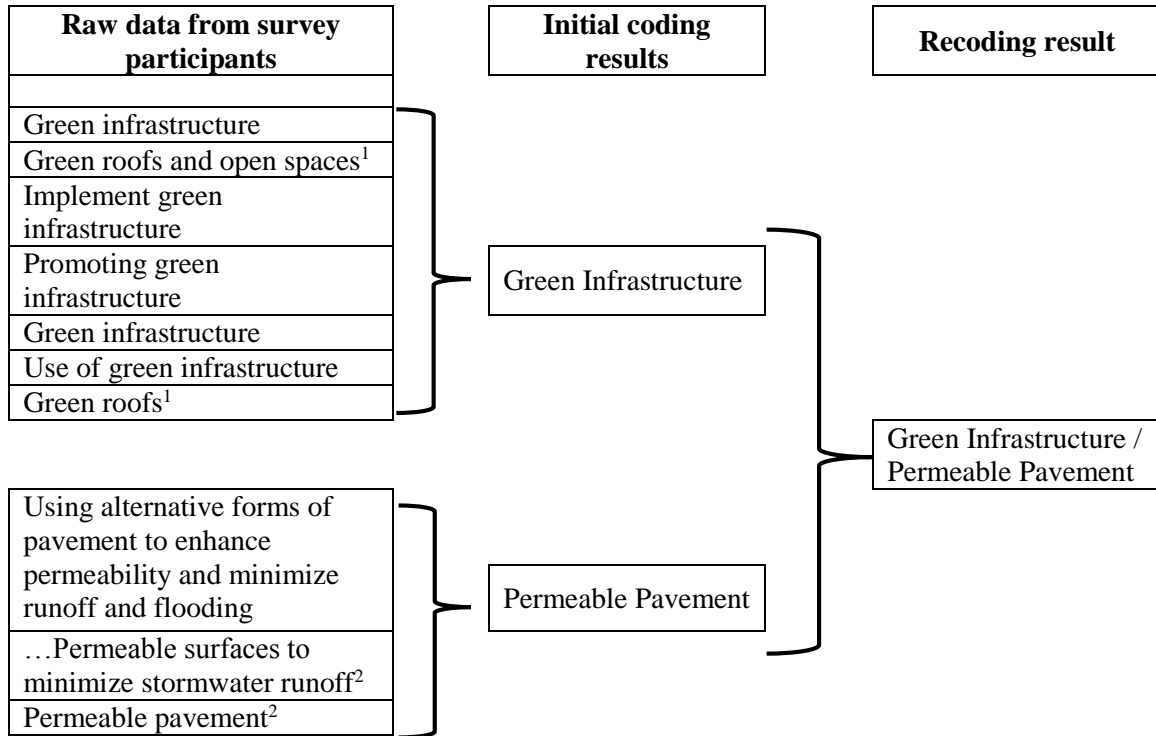 Raw data from survey
participants
Initial coding
results
Recoding result
Green infrastructure
Green roofs and open spaces¹
Implement green
infrastructure
Promoting green
infrastructure
Green infrastructure
Use of green infrastructure
Green roofs¹
Green Infrastructure
Green Infrastructure /
Permeable Pavement
Using alternative forms of
pavement to enhance
permeability and minimize
runoff and flooding
…Permeable surfaces to
minimize stormwater runoff²
Permeable pavement²
Permeable Pavement